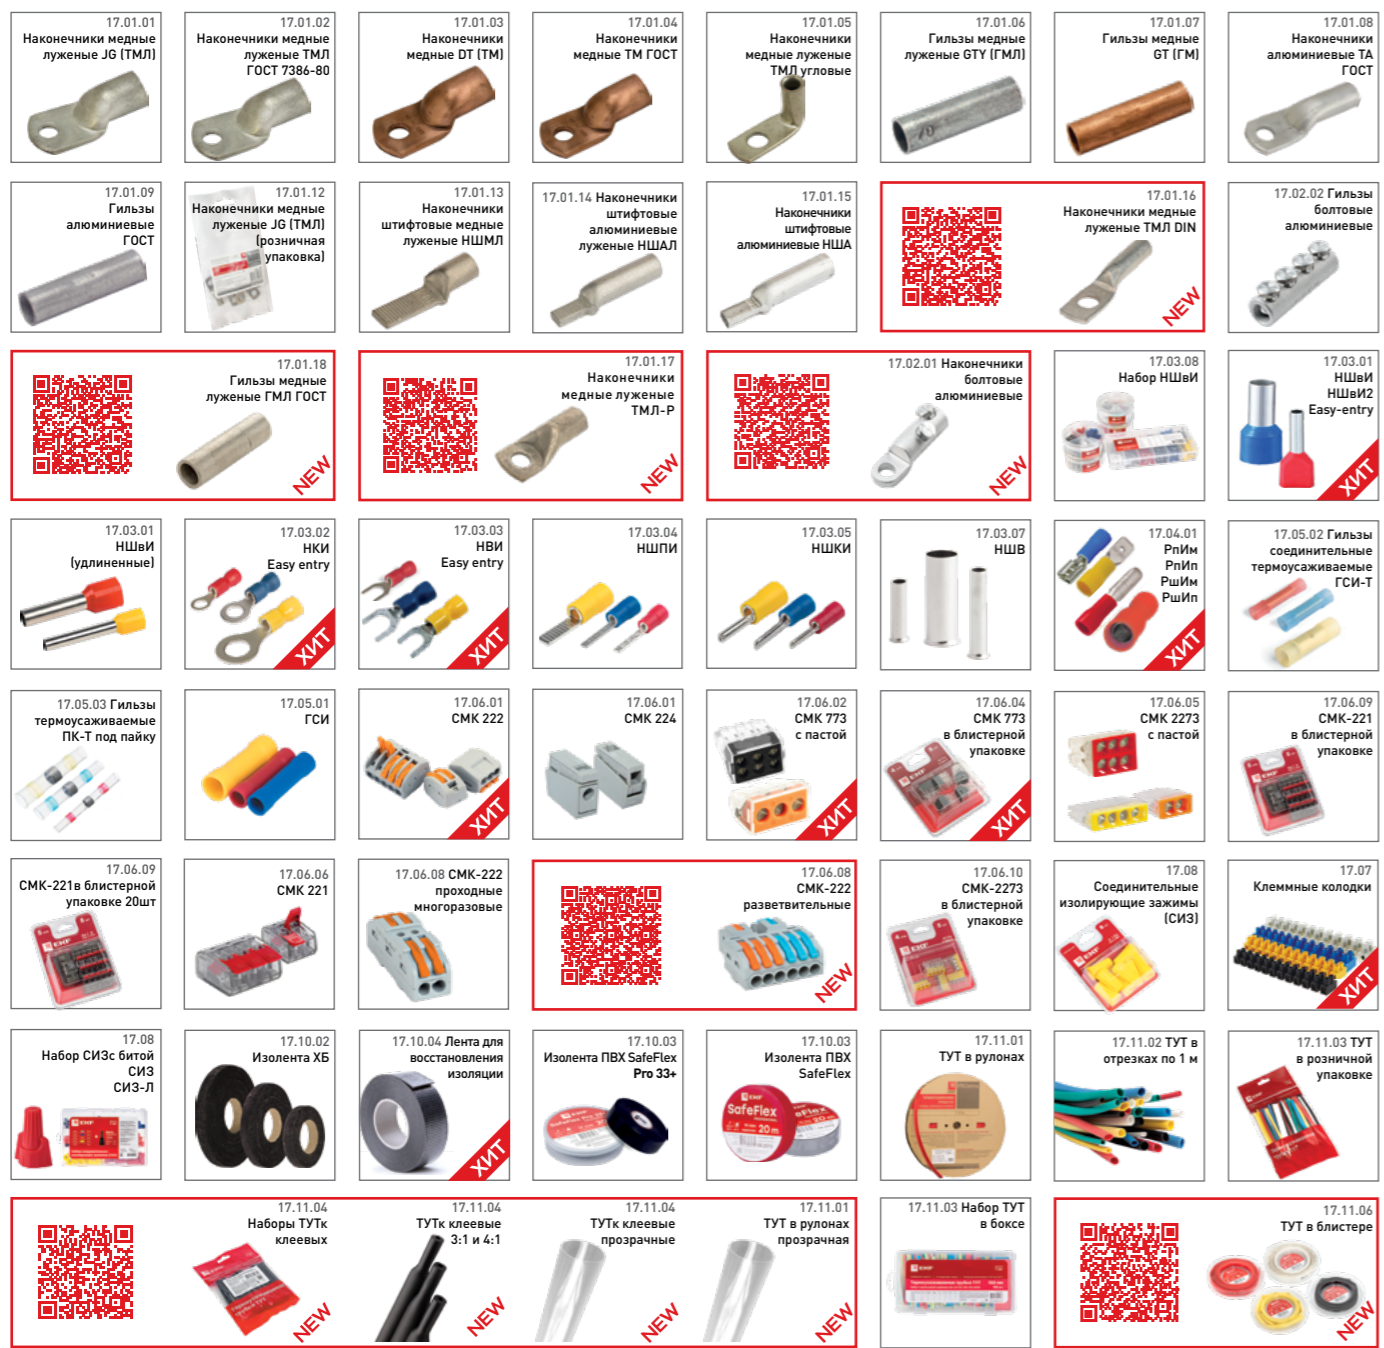 17.01.01
Наконечники медные
луженые JG (ТМЛ)
17.01.02
Наконечники медные
луженые ТМЛ
ГОСТ 7386-80
17.01.03
Наконечники
медные DT (ТМ)
17.01.04
Наконечники
медные ТМ ГОСТ
17.01.05
Наконечники
медные луженые
ТМЛ угловые
17.01.06
Гильзы медные
луженые GTY (ГМЛ)
17.01.07
Гильзы медные
GT (ГМ)
17.01.08
Наконечники
алюминиевые ТА
ГОСТ
17.01.09
Гильзы
алюминиевые
ГОСТ
17.01.12
Наконечники медные
луженые JG (ТМЛ)
(розничная
упаковка)
17.01.13
Наконечники
штифтовые медные
луженые НШМЛ
17.01.14 Наконечники
штифтовые
алюминиевые
луженые НШАЛ
17.01.15
Наконечники
штифтовые
алюминиевые НША
17.01.16
Наконечники медные
луженые ТМЛ DIN
NEW
17.02.02 Гильзы
болтовые
алюминиевые
17.01.18
Гильзы медные
луженые ГМЛ ГОСТ
NEW
17.01.17
Наконечники
медные луженые
ТМЛ-Р
NEW
17.02.01 Наконечники
болтовые
алюминиевые
NEW
17.03.08
Набор НШвИ
17.03.01
НШвИ
НШвИ2
Easy-entry
ХИТ
17.03.01
НШвИ
(удлиненные)
17.03.02
НКИ
Easy entry
ХИТ
17.03.03
НВИ
Easy entry
ХИТ
17.03.04
НШПИ
17.03.05
НШКИ
17.03.07
НШВ
17.04.01
РпИм
РпИп
РшИм
РшИп
ХИТ
17.05.02 Гильзы
соединительные
термоусаживаемые
ГСИ-Т
17.05.03 Гильзы
термоусаживаемые
ПК-Т под пайку
17.05.01
ГСИ
17.06.01
СМК 222
ХИТ
17.06.01
СМК 224
17.06.02
СМК 773
с пастой
ХИТ
17.06.04
СМК 773
в блистерной
упаковке
EKF
ХИТ
17.06.05
СМК 2273
с пастой
17.06.09
СМК-221
в блистерной
упаковке
EKF
17.06.09
СМК-221в блистерной
упаковке 20шт
EKF
17.06.06
СМК 221
17.06.08 СМК-222
проходные
многоразовые
17.06.08
СМК-222
разветвительные
NEW
17.06.10
СМК-2273
в блистерной
упаковке
EKF
17.08
Соединительные
изолирующие зажимы
(СИЗ)
EKF
17.07
Клеммные колодки
ХИТ
17.08
Набор СИЗс битой
СИЗ
СИЗ-Л
EKF
17.10.02
Изолента ХБ
17.10.04 Лента для
восстановления
изоляции
ХИТ
17.10.03
Изолента ПВХ SafeFlex
Pro 33+
17.10.03
Изолента ПВХ
SafeFlex
EKF
SafeFlex
20 m
17.11.01
ТУТ в рулонах
17.11.02 ТУТ в
отрезках по 1 м
17.11.03 ТУТ
в розничной
упаковке
17.11.04
Наборы ТУТк
клеевых
NEW
17.11.04
ТУТк клеевые
3:1 и 4:1
NEW
17.11.04
ТУТк клеевые
прозрачные
NEW
17.11.01
ТУТ в рулонах
прозрачная
NEW
17.11.03 Набор ТУТ
в боксе
EKF
17.11.06
ТУТ в блистере
NEW